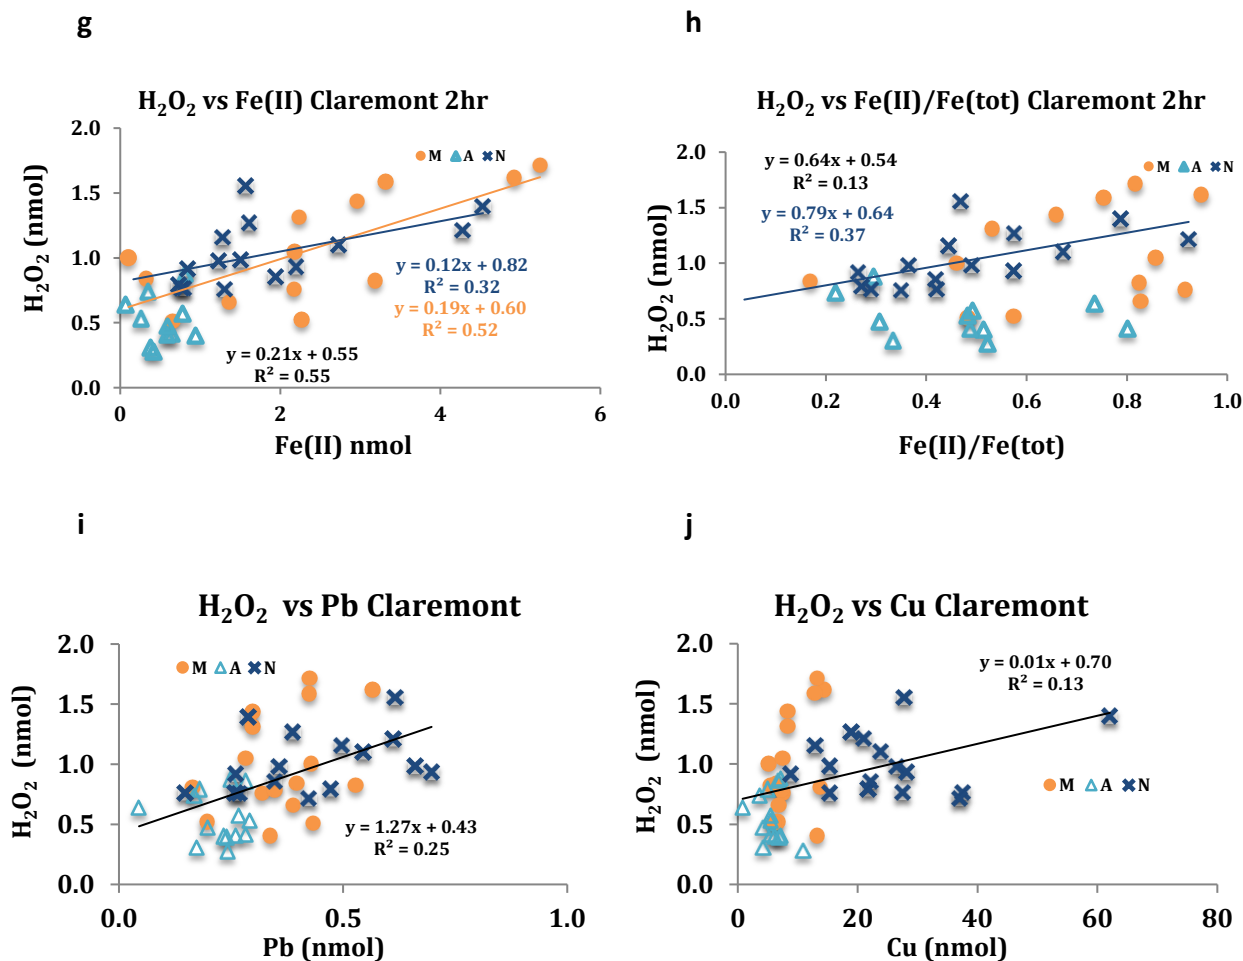 g
H₂O₂ vs Fe(II) Claremont 2hr
M A N
2.0
1.5
1.0
0.5
0.0
H₂O₂ (nmol)
y = 0.12x + 0.82
R² = 0.32
y = 0.19x + 0.60
R² = 0.52
y = 0.21x + 0.55
R² = 0.55
0 2 4 6
Fe(II) nmol
h
H₂O₂ vs Fe(II)/Fe(tot) Claremont 2hr
M A N
y = 0.64x + 0.54
R² = 0.13
y = 0.79x + 0.64
R² = 0.37
2.0
1.5
1.0
0.5
0.0
H₂O₂ (nmol)
0.0 0.2 0.4 0.6 0.8 1.0
Fe(II)/Fe(tot)
i
H₂O₂ vs Pb Claremont
M A N
2.0
1.5
1.0
0.5
0.0
H₂O₂ (nmol)
y = 1.27x + 0.43
R² = 0.25
0.0 0.5 1.0
Pb (nmol)
j
H₂O₂ vs Cu Claremont
y = 0.01x + 0.70
R² = 0.13
M A N
2.0
1.5
1.0
0.5
0.0
H₂O₂ (nmol)
0 20 40 60 80
Cu (nmol)